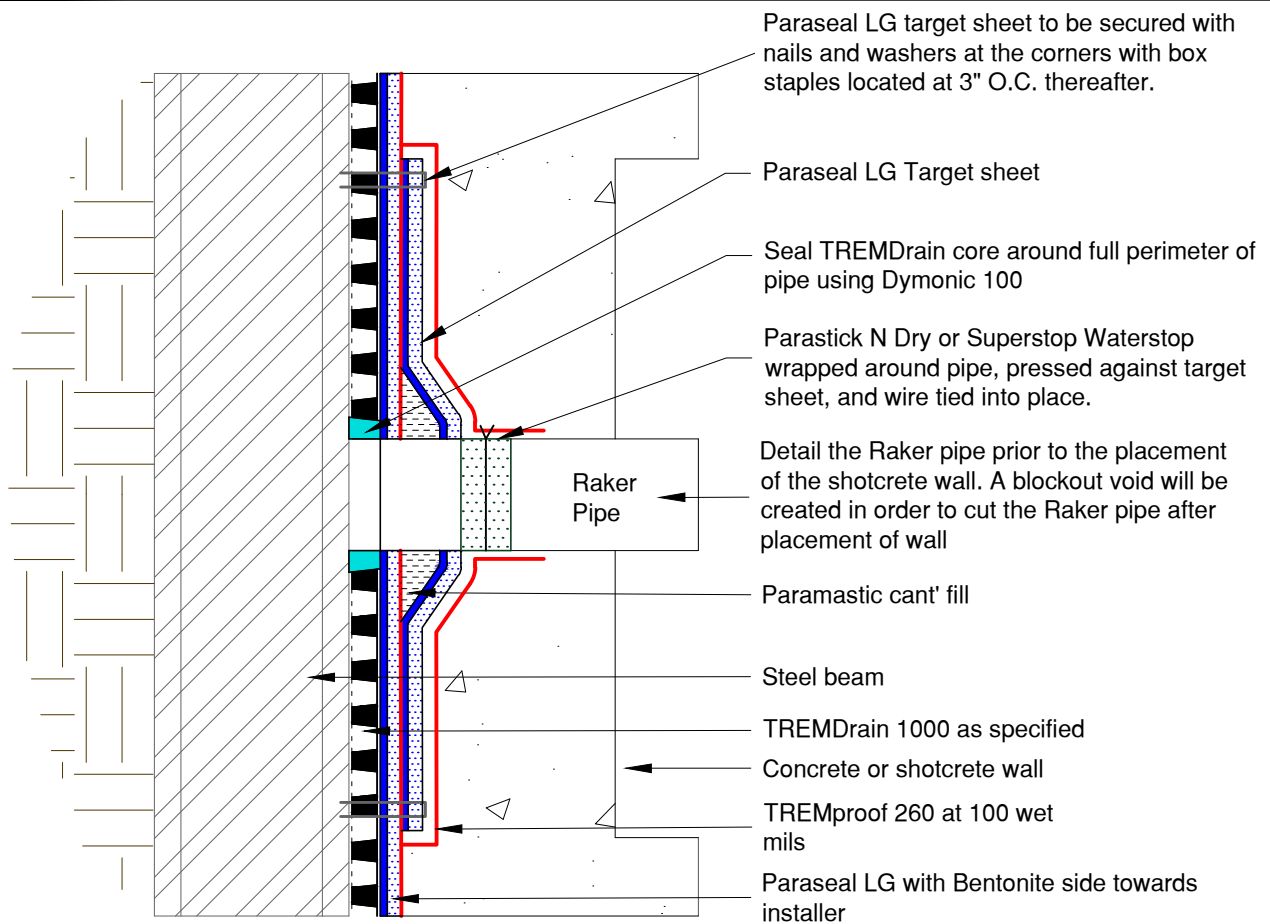 Paraseal LG target sheet to be secured with
nails and washers at the corners with box
staples located at 3" O.C. thereafter.
Paraseal LG Target sheet
Seal TREMDrain core around full perimeter of
pipe using Dymonic 100
Parastick N Dry or Superstop Waterstop
wrapped around pipe, pressed against target
sheet, and wire tied into place.
Detail the Raker pipe prior to the placement
of the shotcrete wall. A blockout void will be
created in order to cut the Raker pipe after
placement of wall
Raker
Pipe
Paramastic cant' fill
Steel beam
TREMDrain 1000 as specified
Concrete or shotcrete wall
TREMproof 260 at 100 wet
mils
Paraseal LG with Bentonite side towards
installer